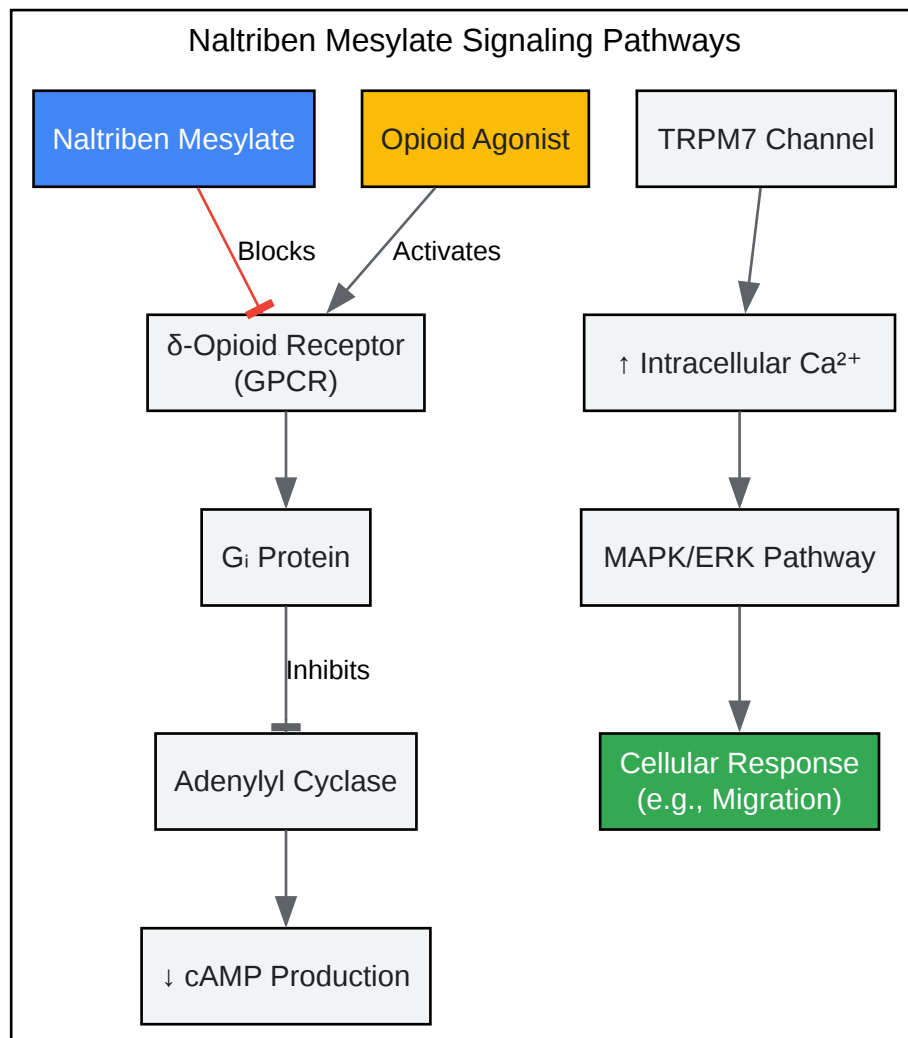 Naltriben Mesylate Signaling Pathways
Naltriben Mesylate
Opioid Agonist
TRPM7 Channel
Blocks
Activates
δ-Opioid Receptor
(GPCR)
↑ Intracellular Ca²⁺
Gᵢ Protein
MAPK/ERK Pathway
Inhibits
Adenylyl Cyclase
Cellular Response
(e.g., Migration)
↓ cAMP Production